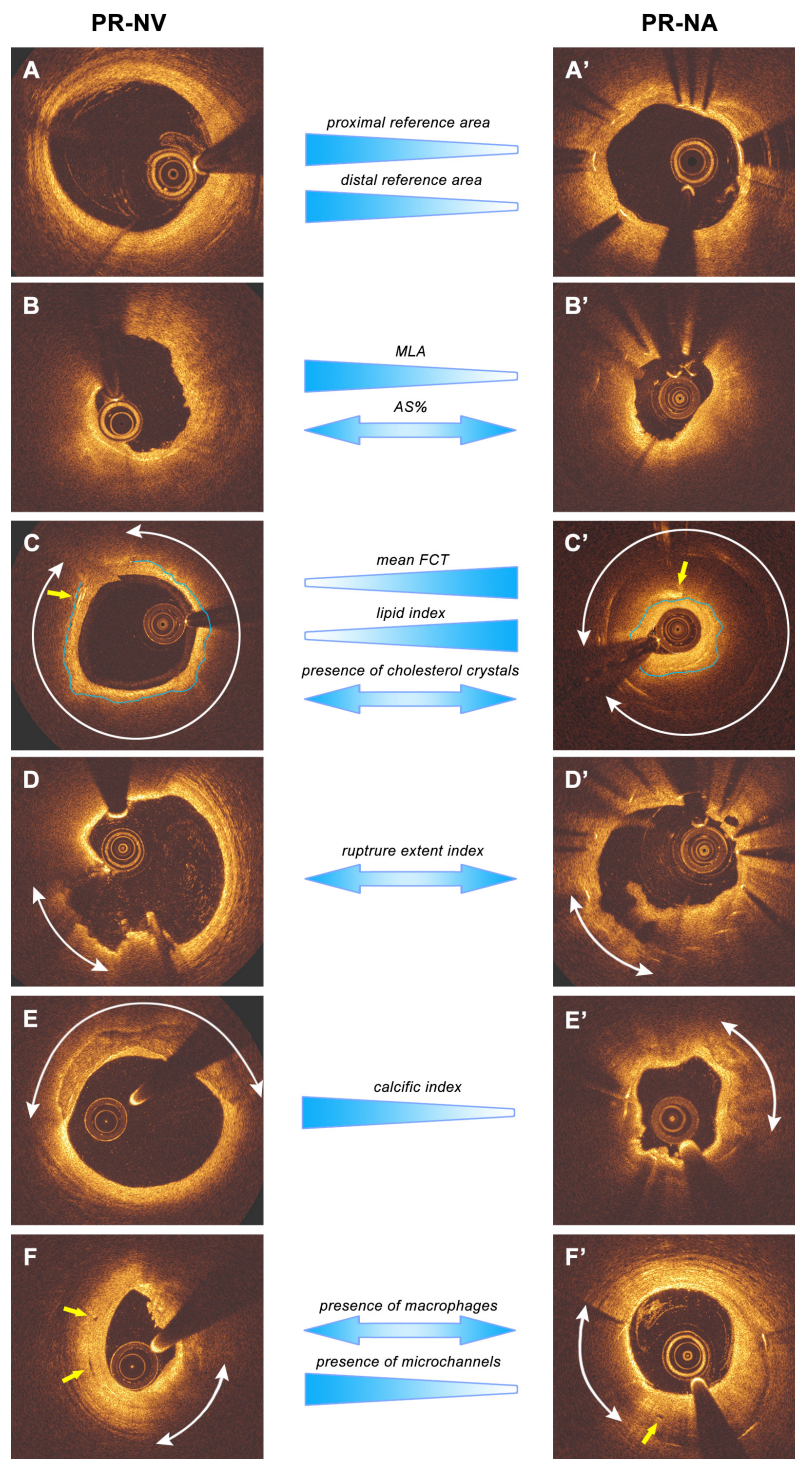 PR-NV
PR-NA
A
A’
proximal reference area
distal reference area
B
B’
MLA
AS%
C
C’
mean FCT
lipid index
presence of cholesterol crystals
D
D’
ruptrure extent index
E
E’
calcific index
F
F’
presence of macrophages
presence of microchannels